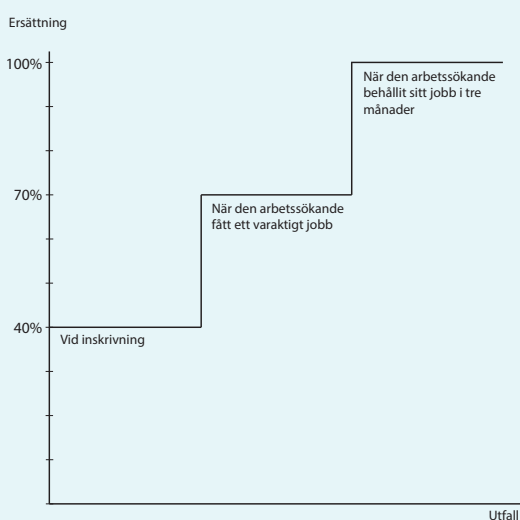 Ersättning
100%
När den arbetssökande
behållit sitt jobb i tre
månader
70%
När den arbetssökande
fått ett varaktigt jobb
40%
Vid inskrivning
Utfall